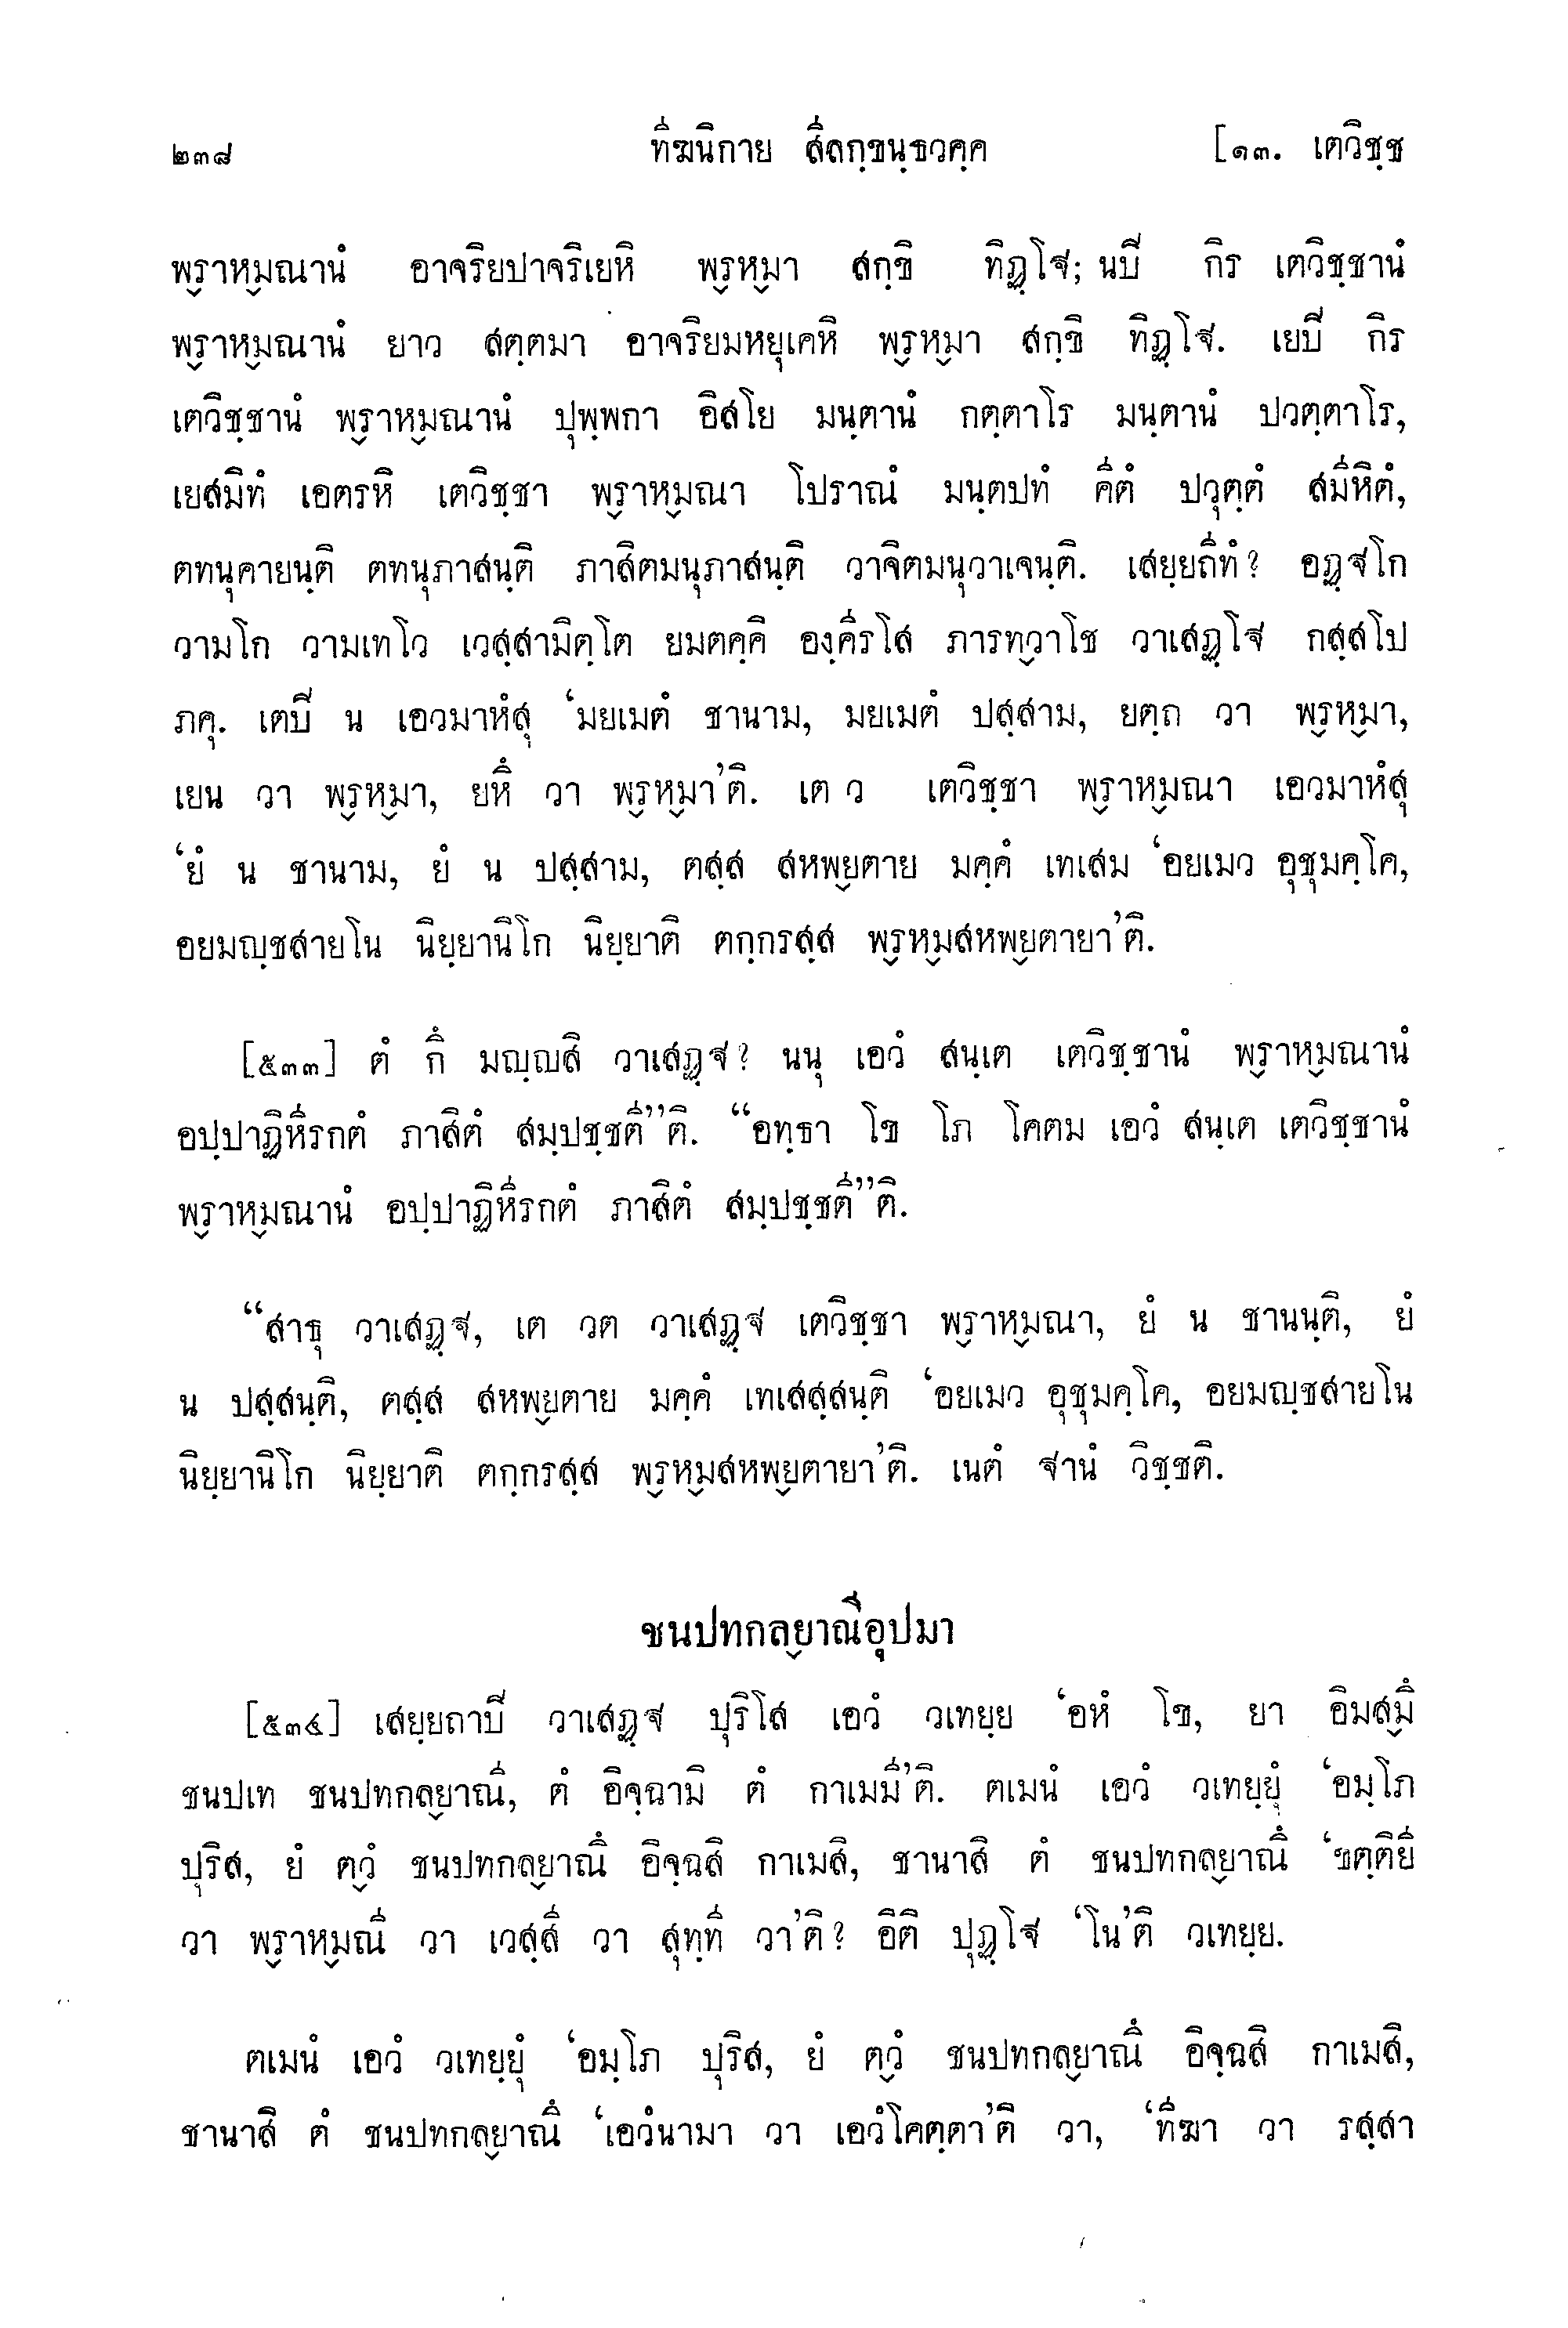 ๒๓๘ ทีฆนิกาย สีลกฺขนฺธวคฺค [๑๓. เตวิชฺช
พฺราหฺมณานํ อาจริยปาจริเยหิ พฺรหฺมา สกฺขิ ทิฏฺโฐ; นปิ กิร เตวิชฺชานํ
พฺราหฺมณานํ ยาว สตฺตมา อาจริยมหยุเคหิ พฺรหฺมา สกฺขิ ทิฏฺโฐ. เยปิ กิร
เตวิชฺชานํ พฺราหฺมณานํ ปุพฺพกา อิสโย มนฺตานํ กตฺตาโร มนฺตานํ ปวตฺตาโร,
เยสมิทํ เอตรหิ เตวิชฺชา พฺราหฺมณา โปราณํ มนฺตปทํ คีตํ ปวุตฺตํ สมีหิตํ,
ตทนุคายนฺติ ตทนุภาสนฺติ ภาสิตมนุภาสนฺติ วาจิตมนุวาเจนฺติ. เสยฺยถีทํ? อฏฺฐโก
วามโก วามเทโว เวสฺสามิตฺโต ยมตคฺคิ องฺคีรโส ภารทฺวาโช วาเสฏฺโฐ กสฺสโป
ภคุ. เตปิ น เอวมาหํสุ ‘มยเมตํ ชานาม, มยเมตํ ปสฺสาม, ยตฺถ วา พฺรหฺมา,
เยน วา พฺรหฺมา, ยหึ วา พฺรหฺมา’ติ. เต ว เตวิชฺชา พฺราหฺมณา เอวมาหํสุ
‘ยํ น ชานาม, ยํ น ปสฺสาม, ตสฺส สหพฺยตาย มคฺคํ เทเสม ‘อยเมว อุชุมคฺโค,
อยมญฺชสายโน นิยฺยานิโก นิยฺยาติ ตกฺกรสฺส พฺรหฺมสหพฺยตายา’ติ.
[๕๓๓] ตํ กึ มญฺญสิ วาเสฏฺฐ? นนุ เอวํ สนฺเต เตวิชฺชานํ พฺราหฺมณานํ
อปฺปาฏิหีรกตํ ภาสิตํ สมฺปชฺชตี’’ติ. “อทฺธา โข โภ โคตม เอวํ สนฺเต เตวิชฺชานํ
พฺราหฺมณานํ อปฺปาฏิหีรกตํ ภาสิตํ สมฺปชฺชตี’’ติ.
“สาธุ วาเสฏฺฐ, เต วต วาเสฏฺฐ เตวิชฺชา พฺราหฺมณา, ยํ น ชานนฺติ, ยํ
น ปสฺสนฺติ, ตสฺส สหพฺยตาย มคฺคํ เทเสสฺสนฺติ ‘อยเมว อุชุมคฺโค, อยมญฺชสายโน
นิยฺยานิโก นิยฺยาติ ตกฺกรสฺส พฺรหฺมสหพฺยตายา’ติ. เนตํ ฐานํ วิชฺชติ.
ชนปทกลฺยาณีอุปมา
[๕๓๔] เสยฺยถาปิ วาเสฏฺฐ ปุริโส เอวํ วเทยฺย ‘อหํ โข, ยา อิมสฺมึ
ชนปเท ชนปทกลฺยาณี, ตํ อิจฺฉามิ ตํ กาเมมี’ติ. ตเมนํ เอวํ วเทยฺยุํ ‘อมฺโภ
ปุริส, ยํ ตฺวํ ชนปทกลฺยาณึ อิจฺฉสิ กาเมสิ, ชานาสิ ตํ ชนปทกลฺยาณึ ‘ขตฺติยี
วา พฺราหฺมณี วา เวสฺสี วา สุทฺที วา’ติ? อิติ ปุฏฺโฐ ‘โน’ติ วเทยฺย.
ตเมนํ เอวํ วเทยฺยุํ ‘อมฺโภ ปุริส, ยํ ตฺวํ ชนปทกลฺยาณึ อิจฺฉสิ กาเมสิ,
ชานาสิ ตํ ชนปทกลฺยาณึ ‘เอวํนามา วา เอวํโคตฺตา’ติ วา, ‘ทีฆา วา รสฺสา